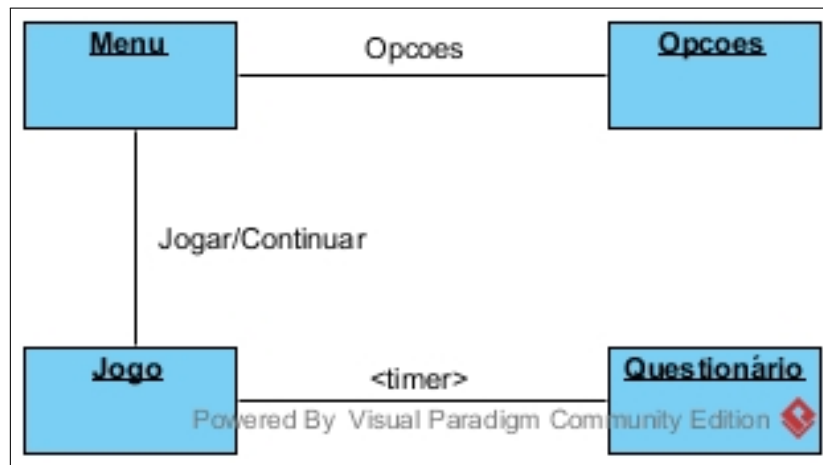 Menu
Opcoes
Opcoes
Jogar/Continuar
Jogo
<timer>
Questionário
Powered By Visual Paradigm Community Edition